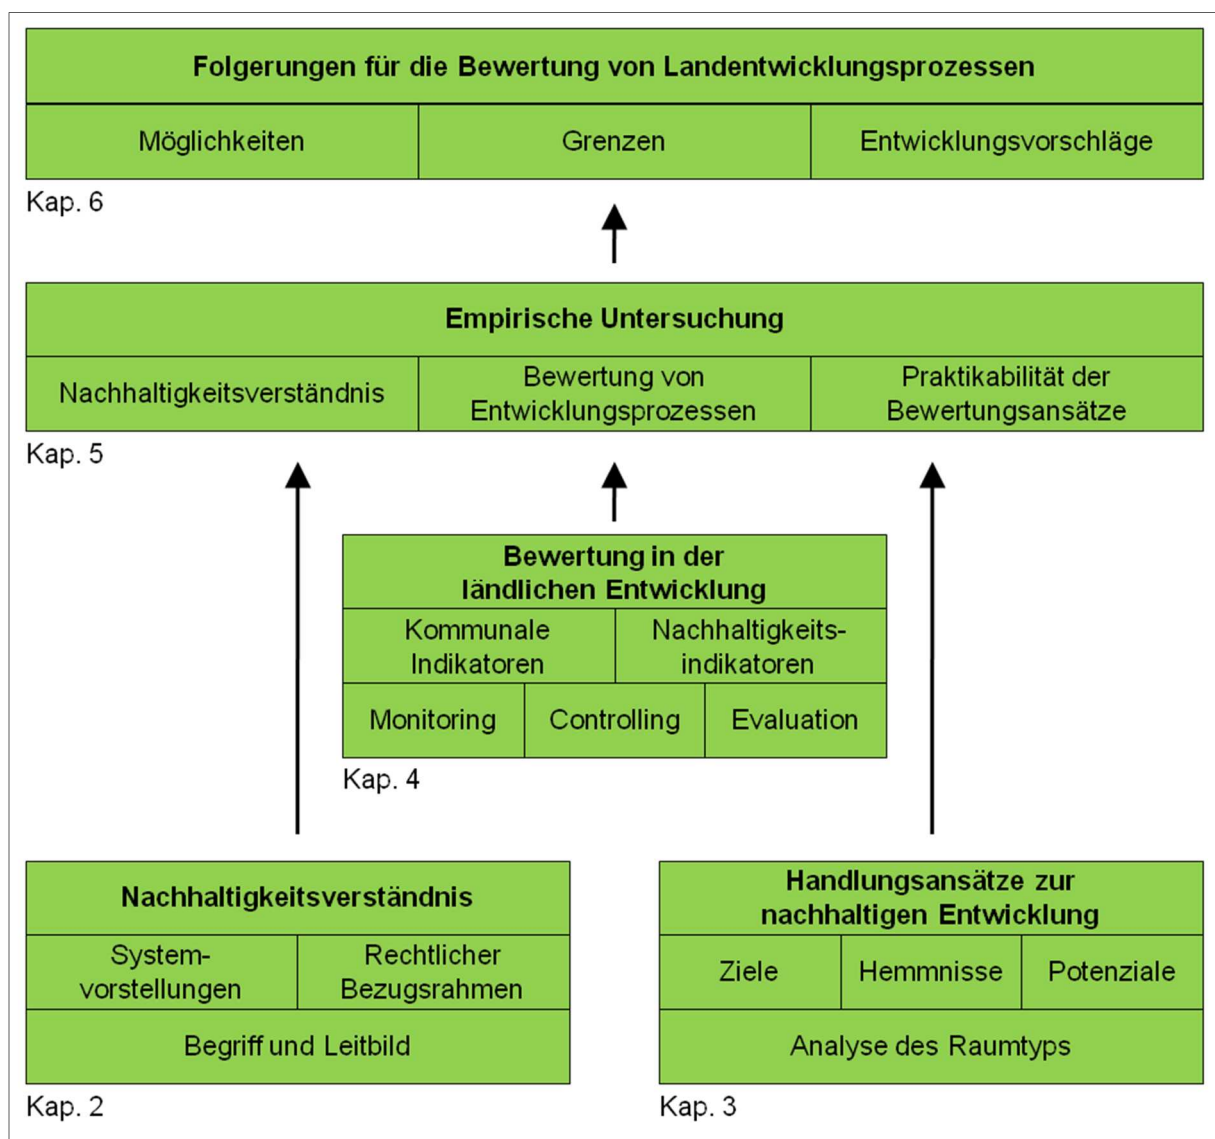 Folgerungen für die Bewertung von Landentwicklungsprozessen
Möglichkeiten
Grenzen
Entwicklungsvorschläge
Kap. 6
Empirische Untersuchung
Nachhaltigkeitsverständnis
Bewertung von
Entwicklungsprozessen
Praktikabilität der
Bewertungsansätze
Kap. 5
Bewertung in der
ländlichen Entwicklung
Kommunale
Indikatoren
Nachhaltigkeits-
indikatoren
Monitoring
Controlling
Evaluation
Kap. 4
Nachhaltigkeitsverständnis
System-
vorstellungen
Rechtlicher
Bezugsrahmen
Begriff und Leitbild
Kap. 2
Handlungsansätze zur
nachhaltigen Entwicklung
Ziele
Hemmnisse
Potenziale
Analyse des Raumtyps
Kap. 3